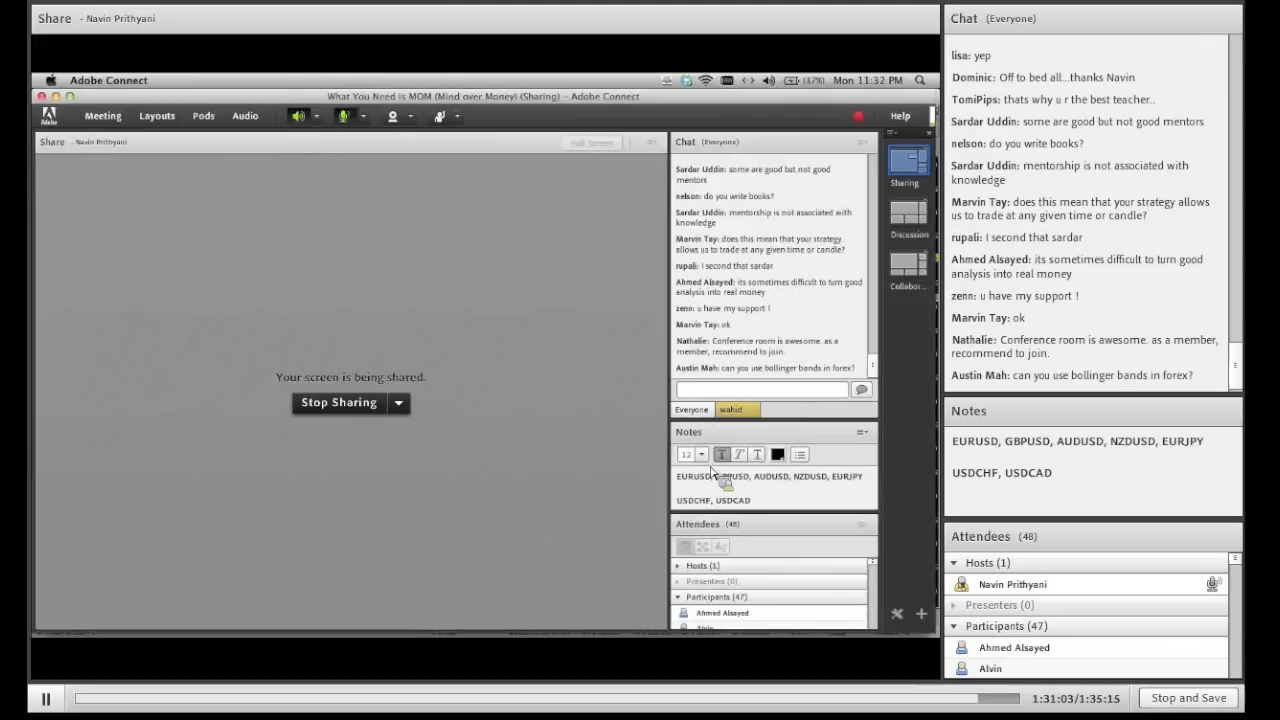 Share - Navin Prithyani
Adobe Connect
(37%) Mon 11:32 PM
What You Need is MOM (Mind over Money) (Sharing) – Adobe Connect
Adobe
Meeting Layouts Pods Audio
Help
Share - Navin Prithyani
Full Screen
Your screen is being shared.
Stop Sharing
Chat (Everyone)
Sardar Uddin: some are good but not good
mentors
nelson: do you write books?
Sardar Uddin: mentorship is not associated with
knowledge
Marvin Tay: does this mean that your strategy
allows us to trade at any given time or candle?
rupali: I second that sardar
Ahmed Alsayed: its sometimes difficult to turn good
analysis into real money
zenn: u have my support !
Marvin Tay: ok
Nathalie: Conference room is awesome. as a
member, recommend to join.
Austin Mah: can you use bollinger bands in forex?
Everyone wahid
Notes
12 T T T
EURUSD, GBPUSD, AUDUSD, NZDUSD, EURJPY
USDCHF, USDCAD
Attendees (48)
Hosts (1)
Presenters (0)
Participants (47)
Ahmed Alsayed
Alvin
Sharing
Discussion
Collabor...
Chat (Everyone)
lisa: yep
Dominic: Off to bed all...thanks Navin
TomiPips: thats why u r the best teacher..
Sardar Uddin: some are good but not good mentors
nelson: do you write books?
Sardar Uddin: mentorship is not associated with
knowledge
Marvin Tay: does this mean that your strategy allows
us to trade at any given time or candle?
rupali: I second that sardar
Ahmed Alsayed: its sometimes difficult to turn good
analysis into real money
zenn: u have my support !
Marvin Tay: ok
Nathalie: Conference room is awesome. as a member,
recommend to join.
Austin Mah: can you use bollinger bands in forex?
Notes
EURUSD, GBPUSD, AUDUSD, NZDUSD, EURJPY
USDCHF, USDCAD
Attendees (48)
Hosts (1)
Navin Prithyani
Presenters (0)
Participants (47)
Ahmed Alsayed
Alvin
1:31:03/1:35:15
Stop and Save